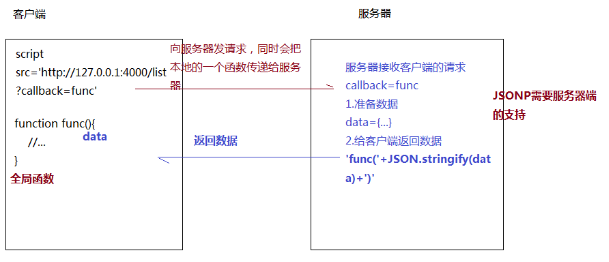 客户端
script
src='http://127.0.0.1:4000/list
?callback=func'
function func(){
data
//...
}
全局函数
向服务器发请求，同时会把
本地的一个函数传递给服务
器
返回数据
服务器
服务器接收客户端的请求
callback=func
1.准备数据
data={...}
2.给客户端返回数据
'func('+JSON.stringify(dat
a)+')'
JSONP需要服务器端
的支持